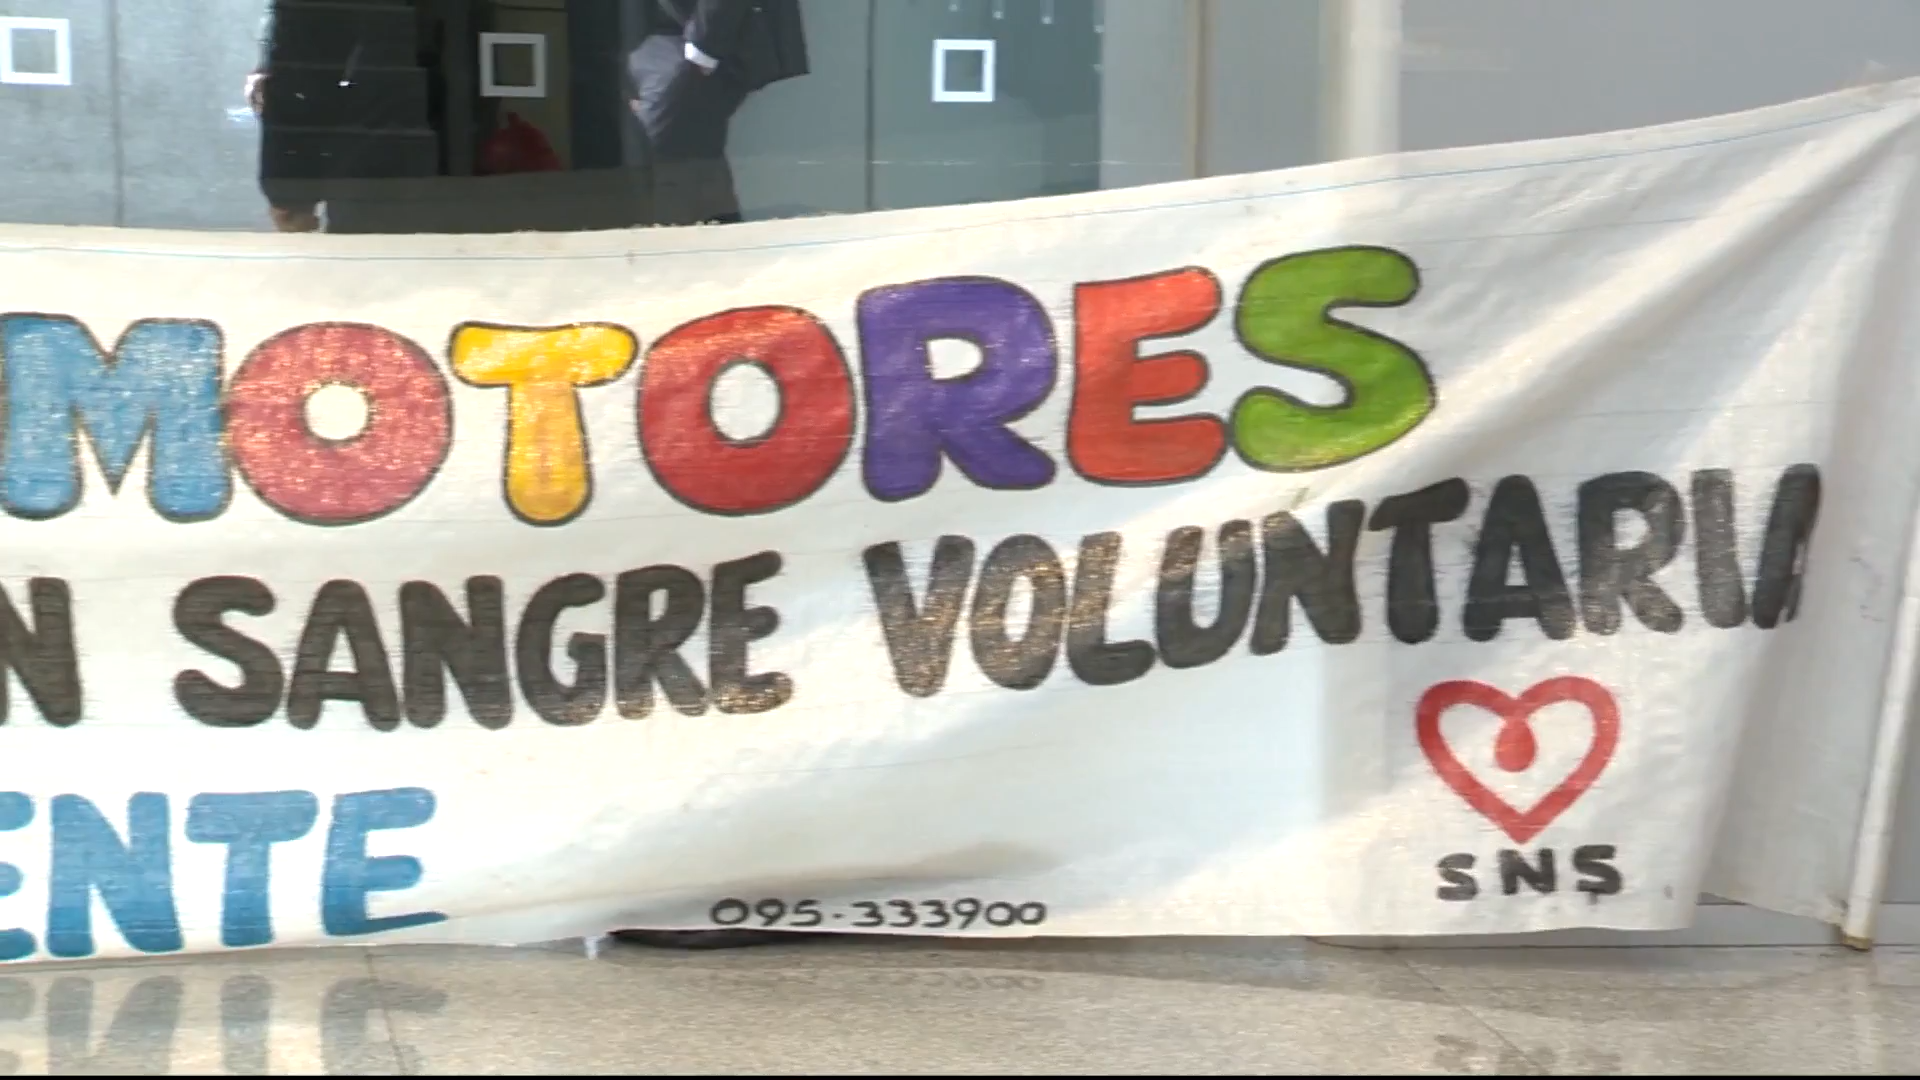 MOTORES
N SANGRE VOLUNTARIA
ENTE
095-333900
SNS